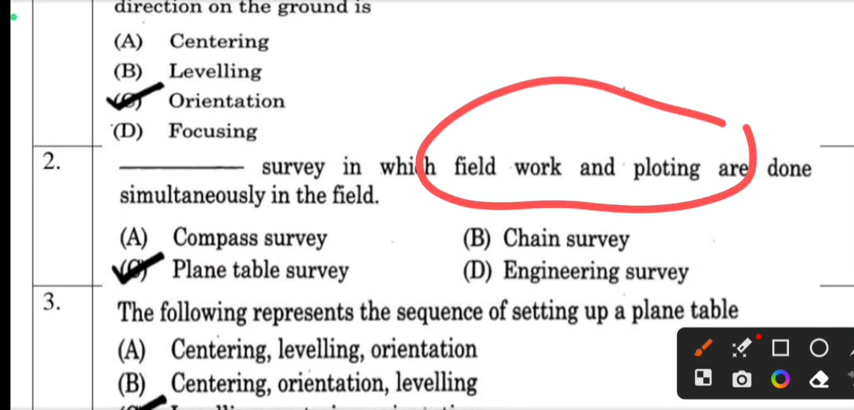 direction on the ground is
(A) Centering
(B) Levelling
(C) Orientation
(D) Focusing
2. ________ survey in which field work and ploting are done
simultaneously in the field.
(A) Compass survey (B) Chain survey
(C) Plane table survey (D) Engineering survey
3. The following represents the sequence of setting up a plane table
(A) Centering, levelling, orientation
(B) Centering, orientation, levelling